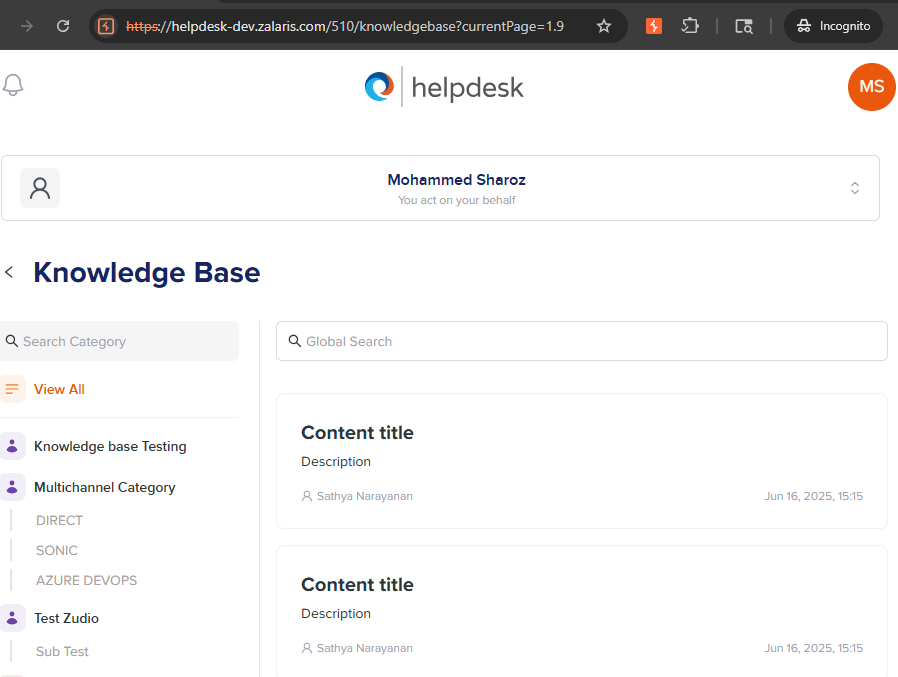 https://helpdesk-dev.zalaris.com/510/knowledgebase?currentPage=1.9
Incognito
helpdesk
MS
Mohammed Sharoz
You act on your behalf
Knowledge Base
Search Category
View All
Knowledge base Testing
Multichannel Category
DIRECT
SONIC
AZURE DEVOPS
Test Zudio
Sub Test
Global Search
Content title
Description
Sathya Narayanan Jun 16, 2025, 15:15
Content title
Description
Sathya Narayanan Jun 16, 2025, 15:15